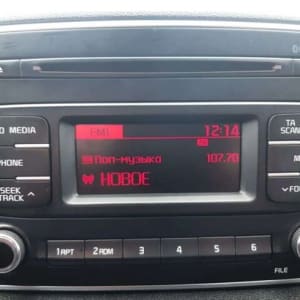 FM1 12:14
Поп-музыка 107.70
НОВОЕ
MEDIA
PHONE
SEEK
TRACK
TA
SCAN
1 RPT 2 RDM 3 4 5 6
FILE